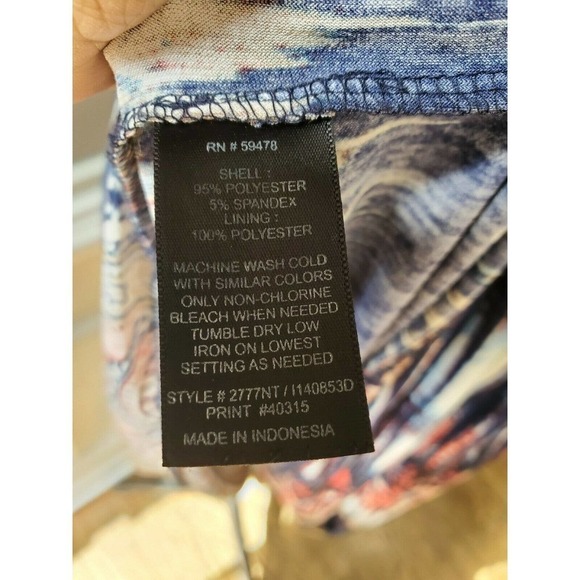 RN # 59478
SHELL :
95% POLYESTER
5% SPANDEX
LINING :
100% POLYESTER
MACHINE WASH COLD
WITH SIMILAR COLORS
ONLY NON-CHLORINE
BLEACH WHEN NEEDED
TUMBLE DRY LOW
IRON ON LOWEST
SETTING AS NEEDED
STYLE # 2777NT / I140853D
PRINT #40315
MADE IN INDONESIA